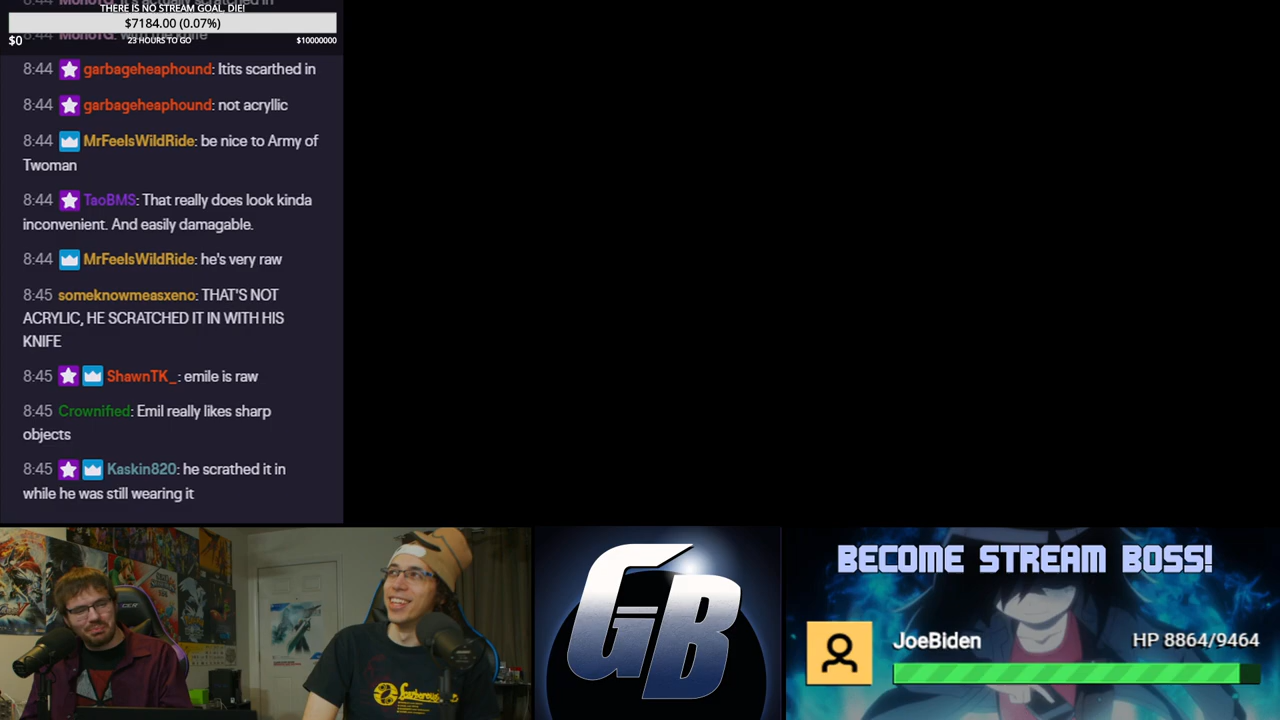 THERE IS NO STREAM GOAL, DIE!
$7184.00 (0.07%)
$0 23 HOURS TO GO $10000000
8:44 garbageheaphound: Itits scarthed in
8:44 garbageheaphound: not acryllic
8:44 MrFeelsWildRide: be nice to Army of
Twoman
8:44 TaoBMS: That really does look kinda
inconvenient. And easily damagable.
8:44 MrFeelsWildRide: he's very raw
8:45 someknowmeasxeno: THAT'S NOT
ACRYLIC, HE SCRATCHED IT IN WITH HIS
KNIFE
8:45 ShawnTK_: emile is raw
8:45 Crownified: Emil really likes sharp
objects
8:45 Kaskin820: he scrathed it in
while he was still wearing it
GB
BECOME STREAM BOSS!
JoeBiden HP 8864/9464